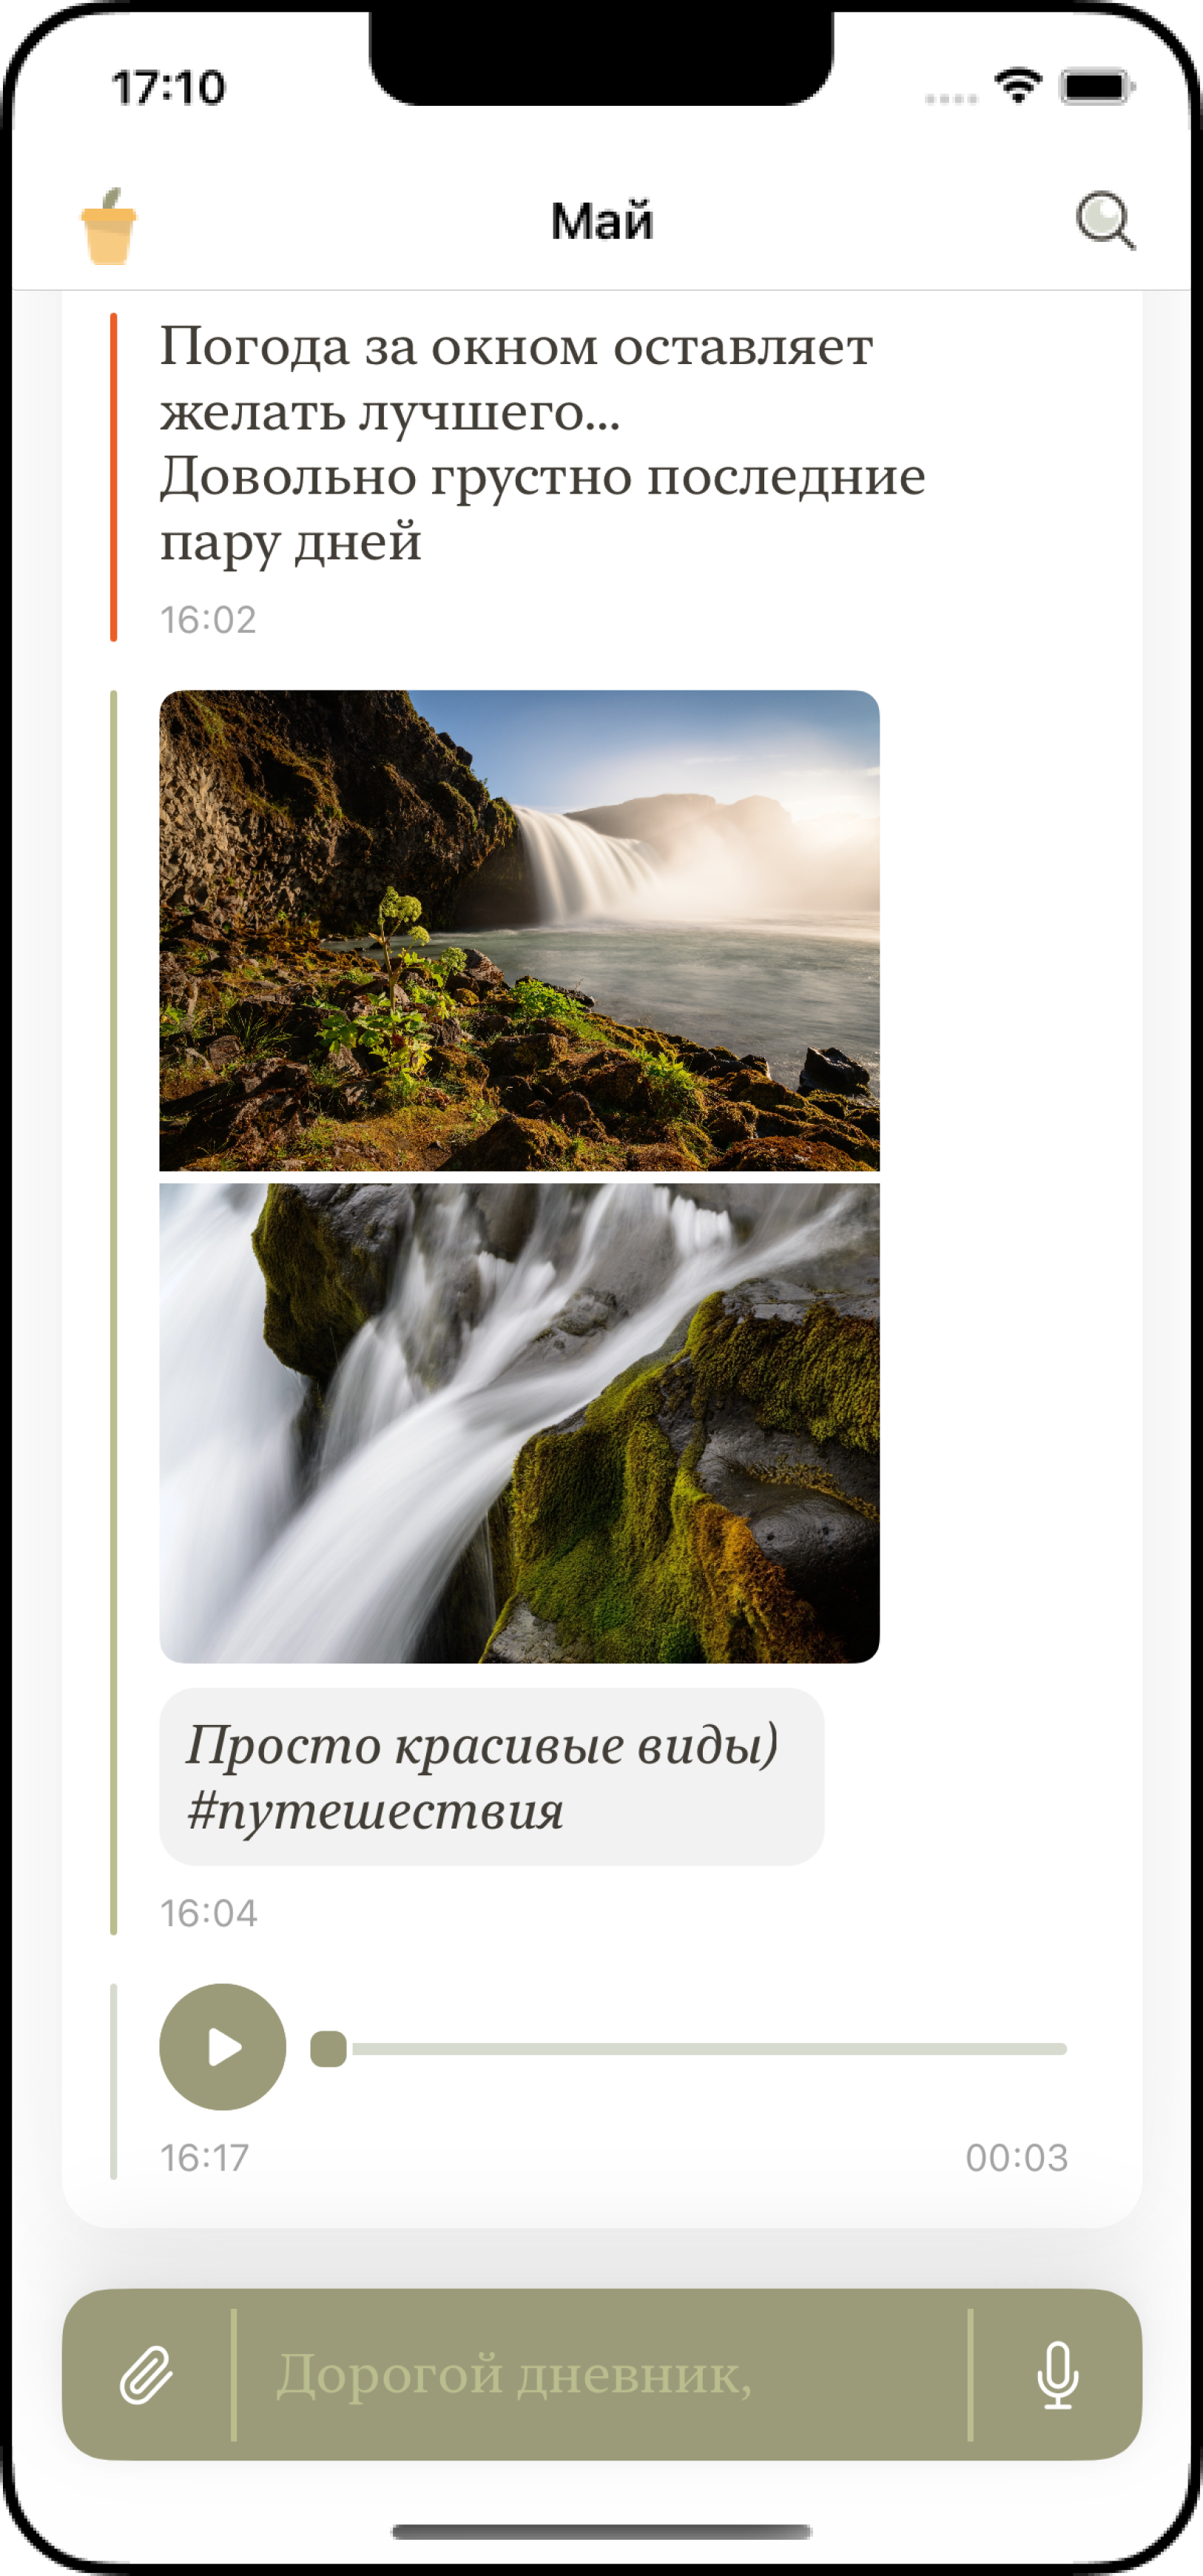 17:10
Май
Погода за окном оставляет
желать лучшего...
Довольно грустно последние
пару дней
16:02
Просто красивые виды)
#путешествия
16:04
16:17
00:03
Дорогой дневник,